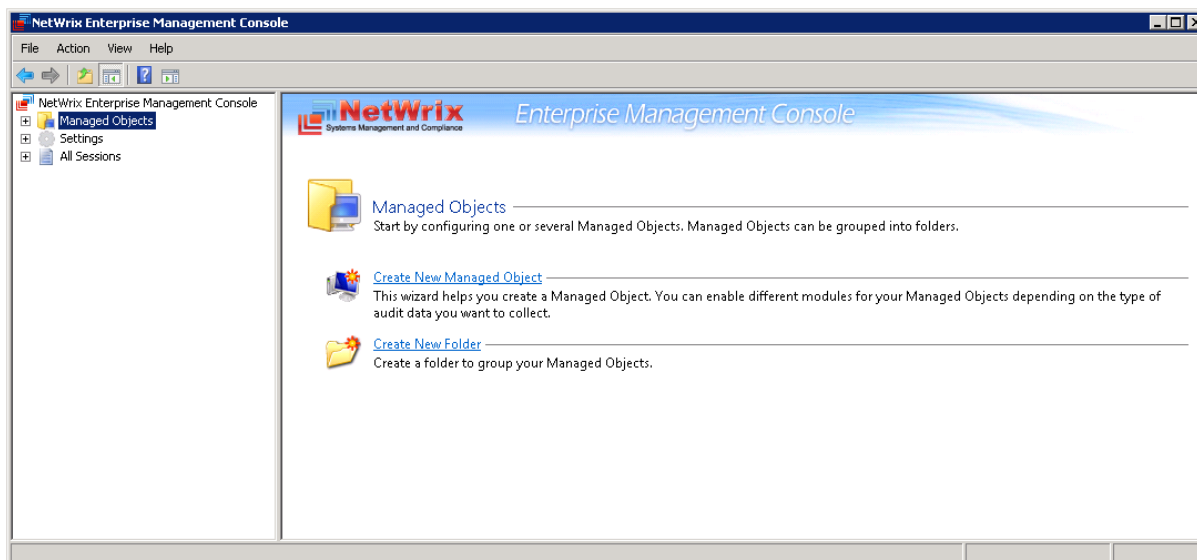 NetWrix Enterprise Management Console
File Action View Help
NetWrix Enterprise Management Console
Managed Objects
Settings
All Sessions
NetWrix
Systems Management and Compliance
Enterprise Management Console
Managed Objects
Start by configuring one or several Managed Objects. Managed Objects can be grouped into folders.
Create New Managed Object
This wizard helps you create a Managed Object. You can enable different modules for your Managed Objects depending on the type of
audit data you want to collect.
Create New Folder
Create a folder to group your Managed Objects.